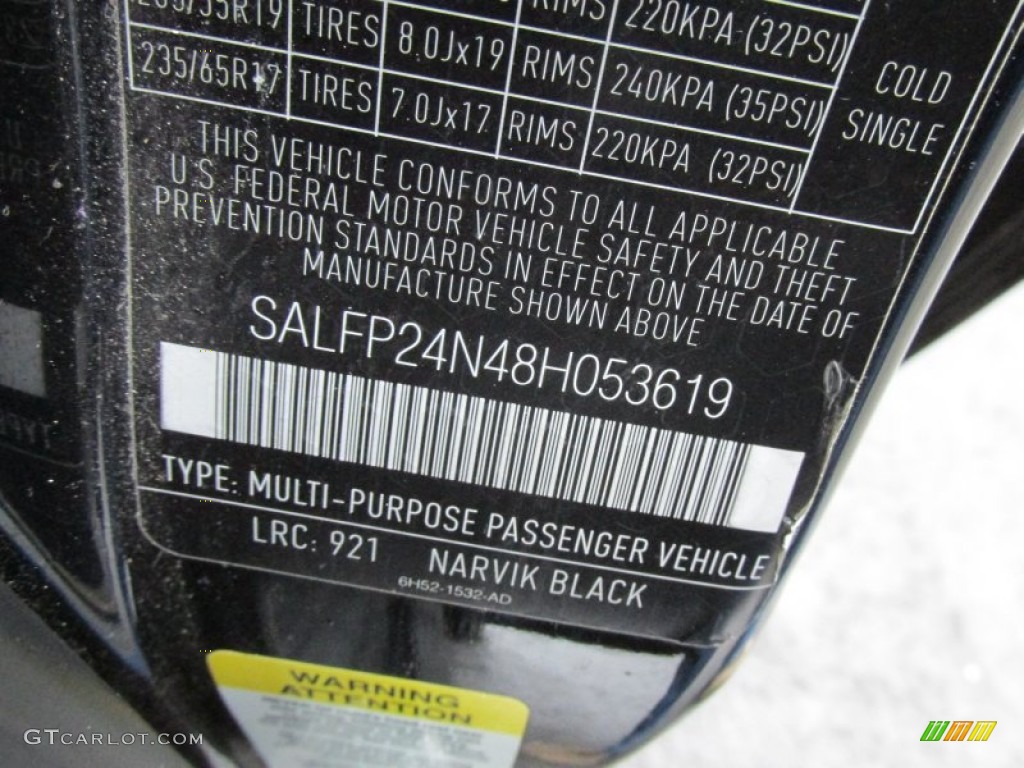 TIRES 8.0Jx19 RIMS 220KPA (32PSI)
240KPA (35PSI) COLD
235/65R17 TIRES 7.0Jx17 RIMS 220KPA (32PSI) SINGLE
THIS VEHICLE CONFORMS TO ALL APPLICABLE
U.S. FEDERAL MOTOR VEHICLE SAFETY AND THEFT
PREVENTION STANDARDS IN EFFECT ON THE DATE OF
MANUFACTURE SHOWN ABOVE
SALFP24N48H053619
TYPE: MULTI-PURPOSE PASSENGER VEHICLE
LRC: 921 NARVIK BLACK
6H52-1532-AD
WARNING
ATTENTION
GTCARLOT.COM